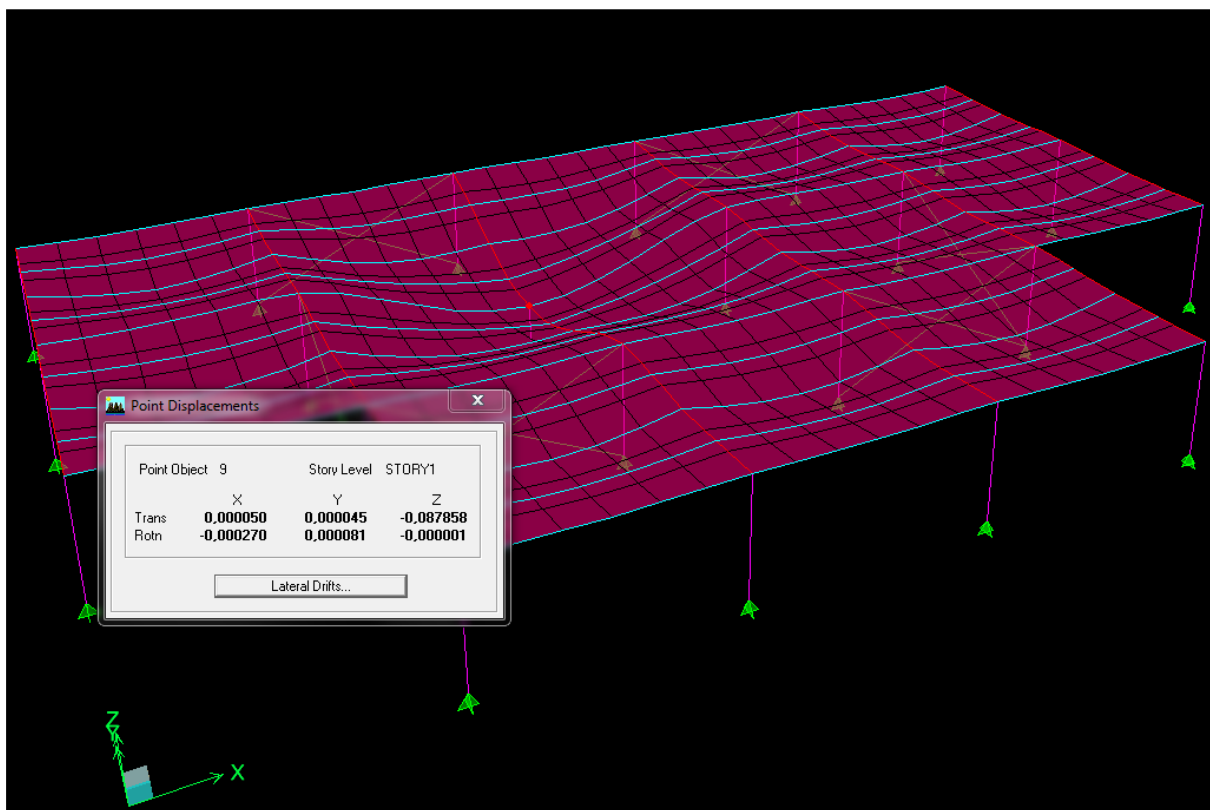 Point Displacements
X
Point Object 9 Story Level STORY1
X Y Z
Trans 0,000050 0,000045 -0,087858
Rotn -0,000270 0,000081 -0,000001
Lateral Drifts...
Z
Y
X